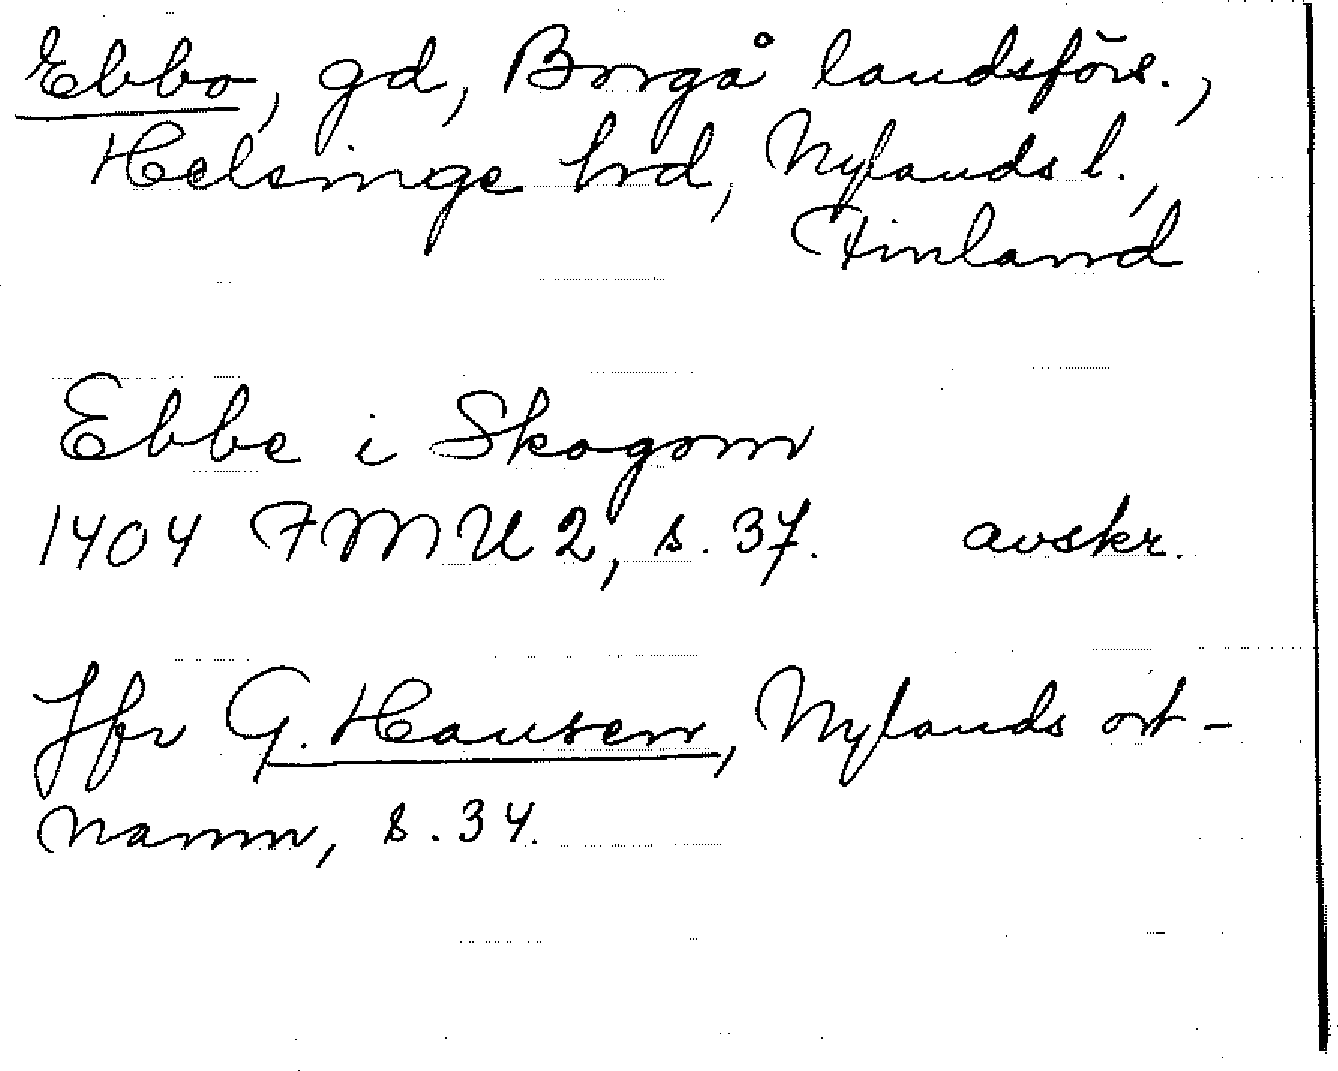 Ebbo, gd, Borgå landsförs.,
Helsinge hrd, Nylands l.,
Finland
Ebbe i Skogom
1404 FMU 2, s. 37. avskr.
Jfr G. Hausen, Nylands ort-
namn, s. 34.